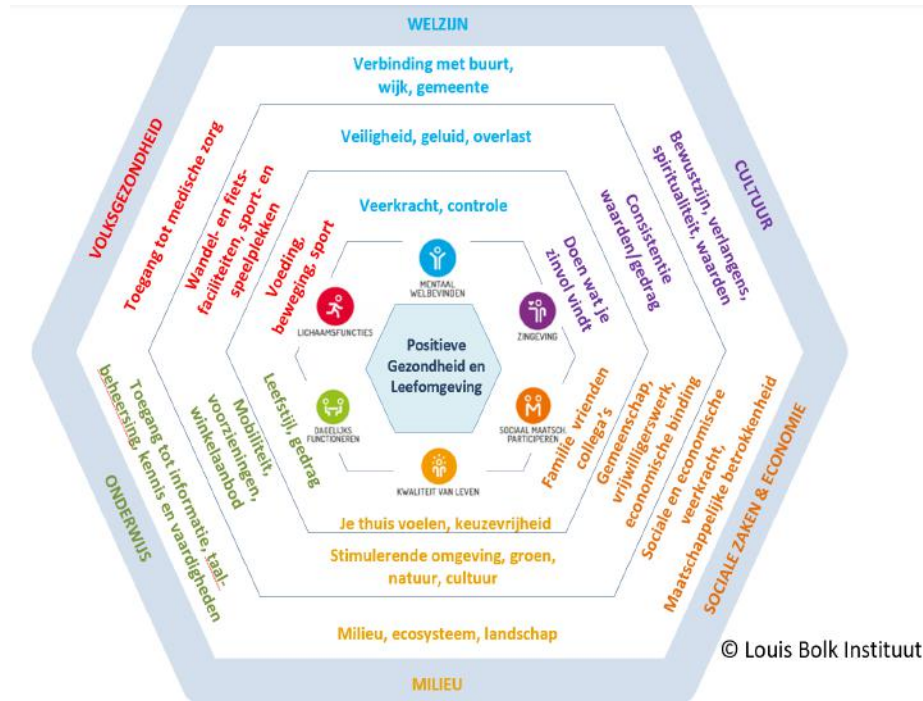 WELZIJN
Verbinding met buurt,
wijk, gemeente
Veiligheid, geluid, overlast
Veerkracht, controle
MENTAAL
WELBEVINDEN
VOLKSGEZONDHEID
Toegang tot medische zorg
Wandel- en fiets-
faciliteiten, sport- en
speelplekken
Voeding,
beweging, sport
LICHAAMSFUNCTIES
CULTUUR
Bewustzijn, verlangens,
spiritualiteit, waarden
Consistentie
waarden/gedrag
Doen wat je
zinvol vindt
ZINGEVING
Positieve
Gezondheid en
Leefomgeving
ONDERWIJS
Toegang tot informatie, taal-
beheersing, kennis en vaardigheden
Mobiliteit,
voorzieningen,
winkelaanbod
Leefstijl, gedrag
DAGELIJKS
FUNCTIONEREN
SOCIAAL MAATSCH.
PARTICIPEREN
Familie vrienden
collega's
Gemeenschap,
vrijwilligerswerk,
economische binding
Sociale en economische
veerkracht,
Maatschappelijke betrokkenheid
SOCIALE ZAKEN & ECONOMIE
KWALITEIT VAN LEVEN
Je thuis voelen, keuzevrijheid
Stimulerende omgeving, groen,
natuur, cultuur
Milieu, ecosysteem, landschap
MILIEU
© Louis Bolk Instituut